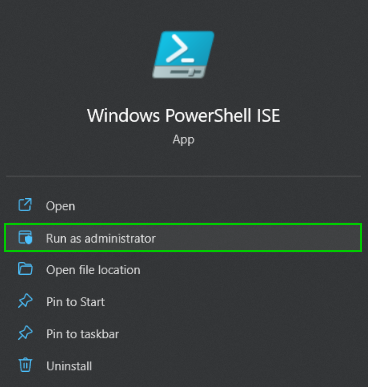 Windows PowerShell ISE
App
Open
Run as administrator
Open file location
Pin to Start
Pin to taskbar
Uninstall